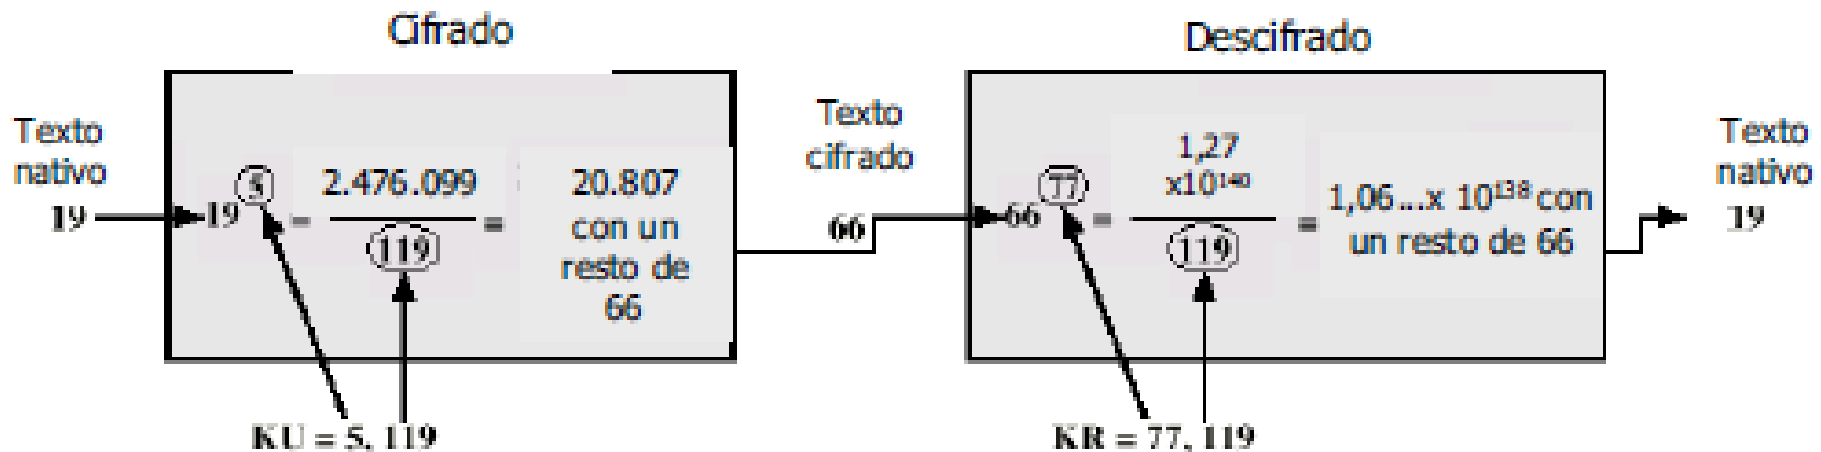 Cifrado
Texto
nativo
19
19 5
=
2.476.099
119
=
20.807
con un
resto de
66
KU = 5, 119
Texto
cifrado
66
Descifrado
66 77
=
1,27
x10¹⁴⁰
119
=
1,06...x 10¹³⁸ con
un resto de 66
KR = 77, 119
Texto
nativo
19